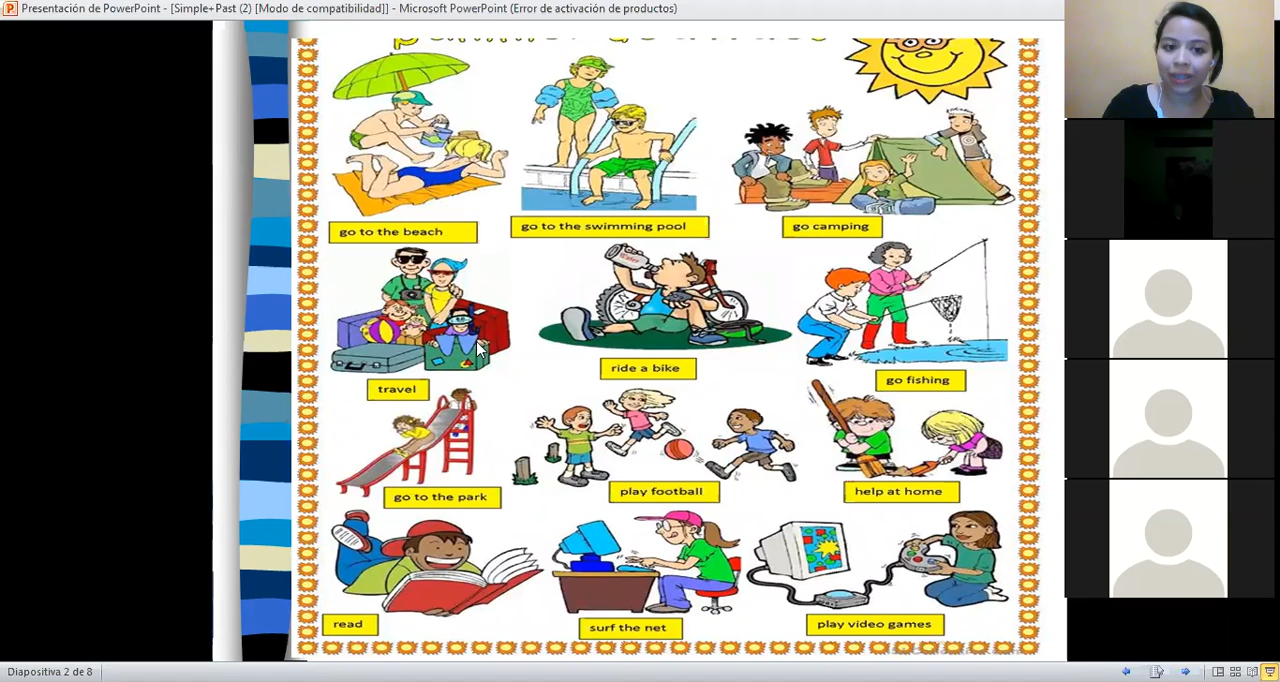 Presentación de PowerPoint - [Simple+Past (2) [Modo de compatibilidad]] - Microsoft PowerPoint (Error de activación de productos)
go to the beach
go to the swimming pool
go camping
Water
travel
ride a bike
go fishing
go to the park
play football
help at home
read
surf the net
play video games
Diapositiva 2 de 8